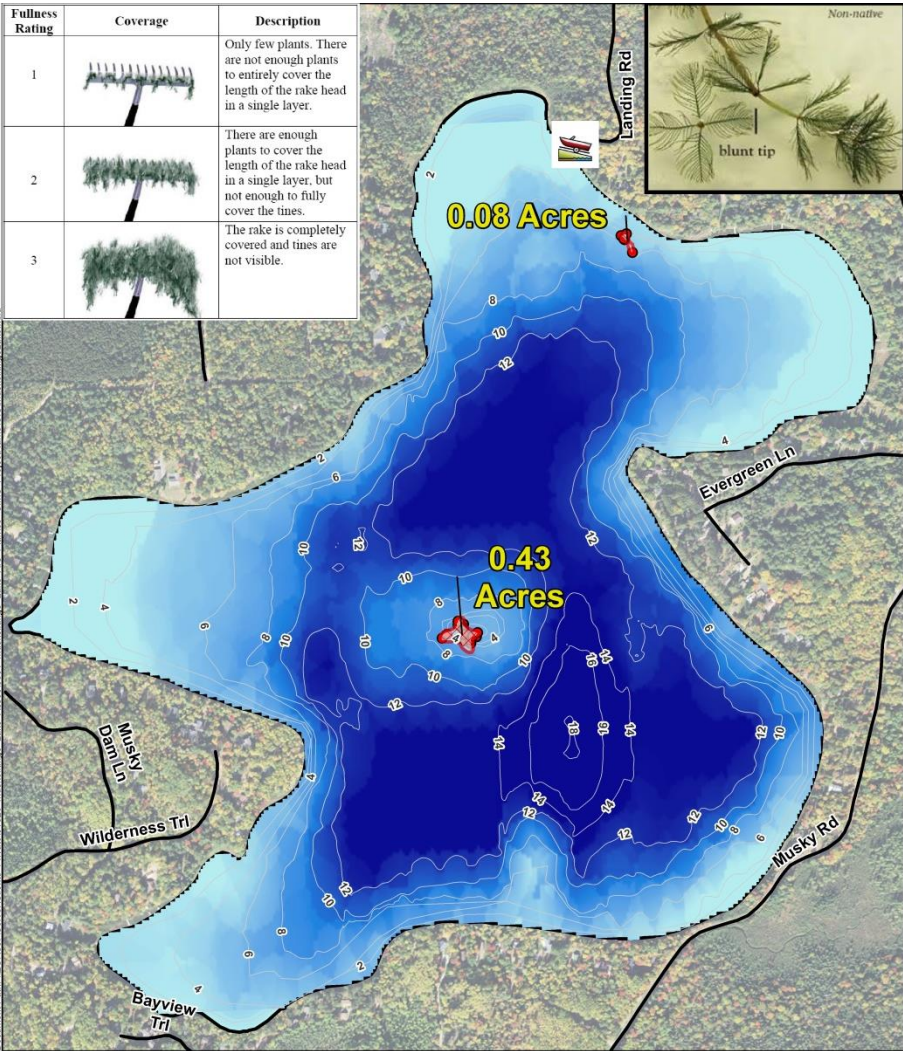 Fullness
Rating
Coverage
Description
1
Only few plants. There
are not enough plants
to entirely cover the
length of the rake head
in a single layer.
2
There are enough
plants to cover the
length of the rake head
in a single layer, but
not enough to fully
cover the tines.
3
The rake is completely
covered and tines are
not visible.
Non-native
blunt tip
Landing Rd
2
0.08 Acres
8
10
12
4
2
6
Evergreen Ln
12
10
12
12
0.43
Acres
10
8
2
4
6
8
10
10
4
4
8
10
10
12
6
14
16
14
18
16
14
14
12
10
Musky
Dam Ln
4
14
12
14
12
12
10
8
6
Wilderness Trl
Musky Rd
12
10
8
6
2
4
Bayview
Trl